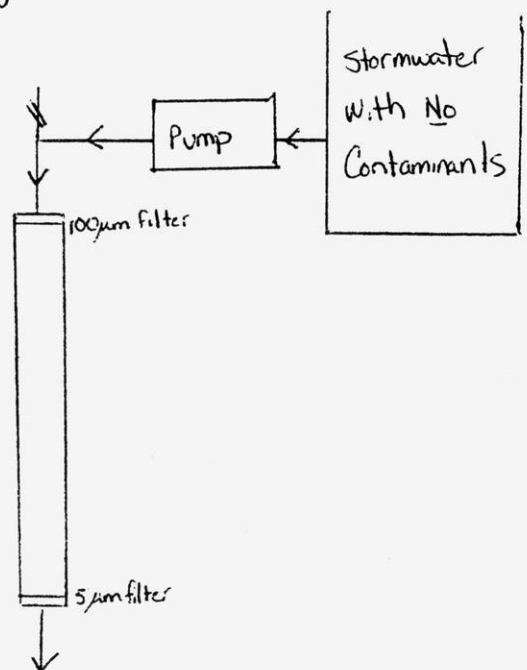 Stormwater
With No
Contaminants
Pump
100µm filter
5µm filter